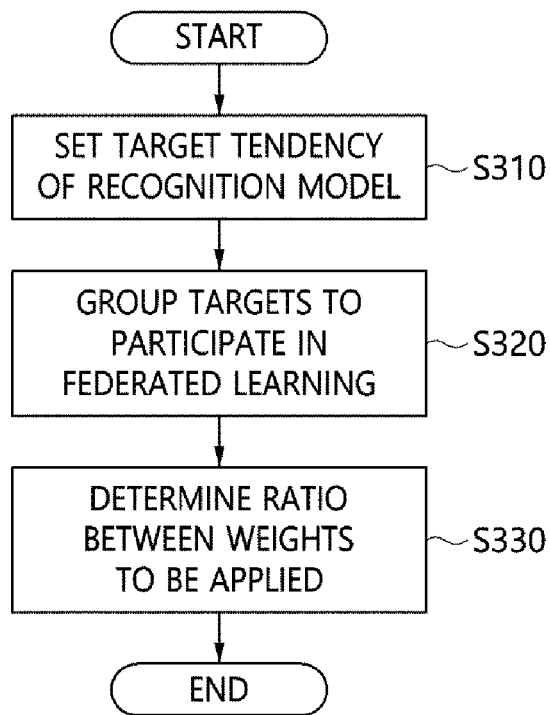 START
SET TARGET TENDENCY
OF RECOGNITION MODEL
S310
GROUP TARGETS TO
PARTICIPATE IN
FEDERATED LEARNING
S320
DETERMINE RATIO
BETWEEN WEIGHTS
TO BE APPLIED
S330
END